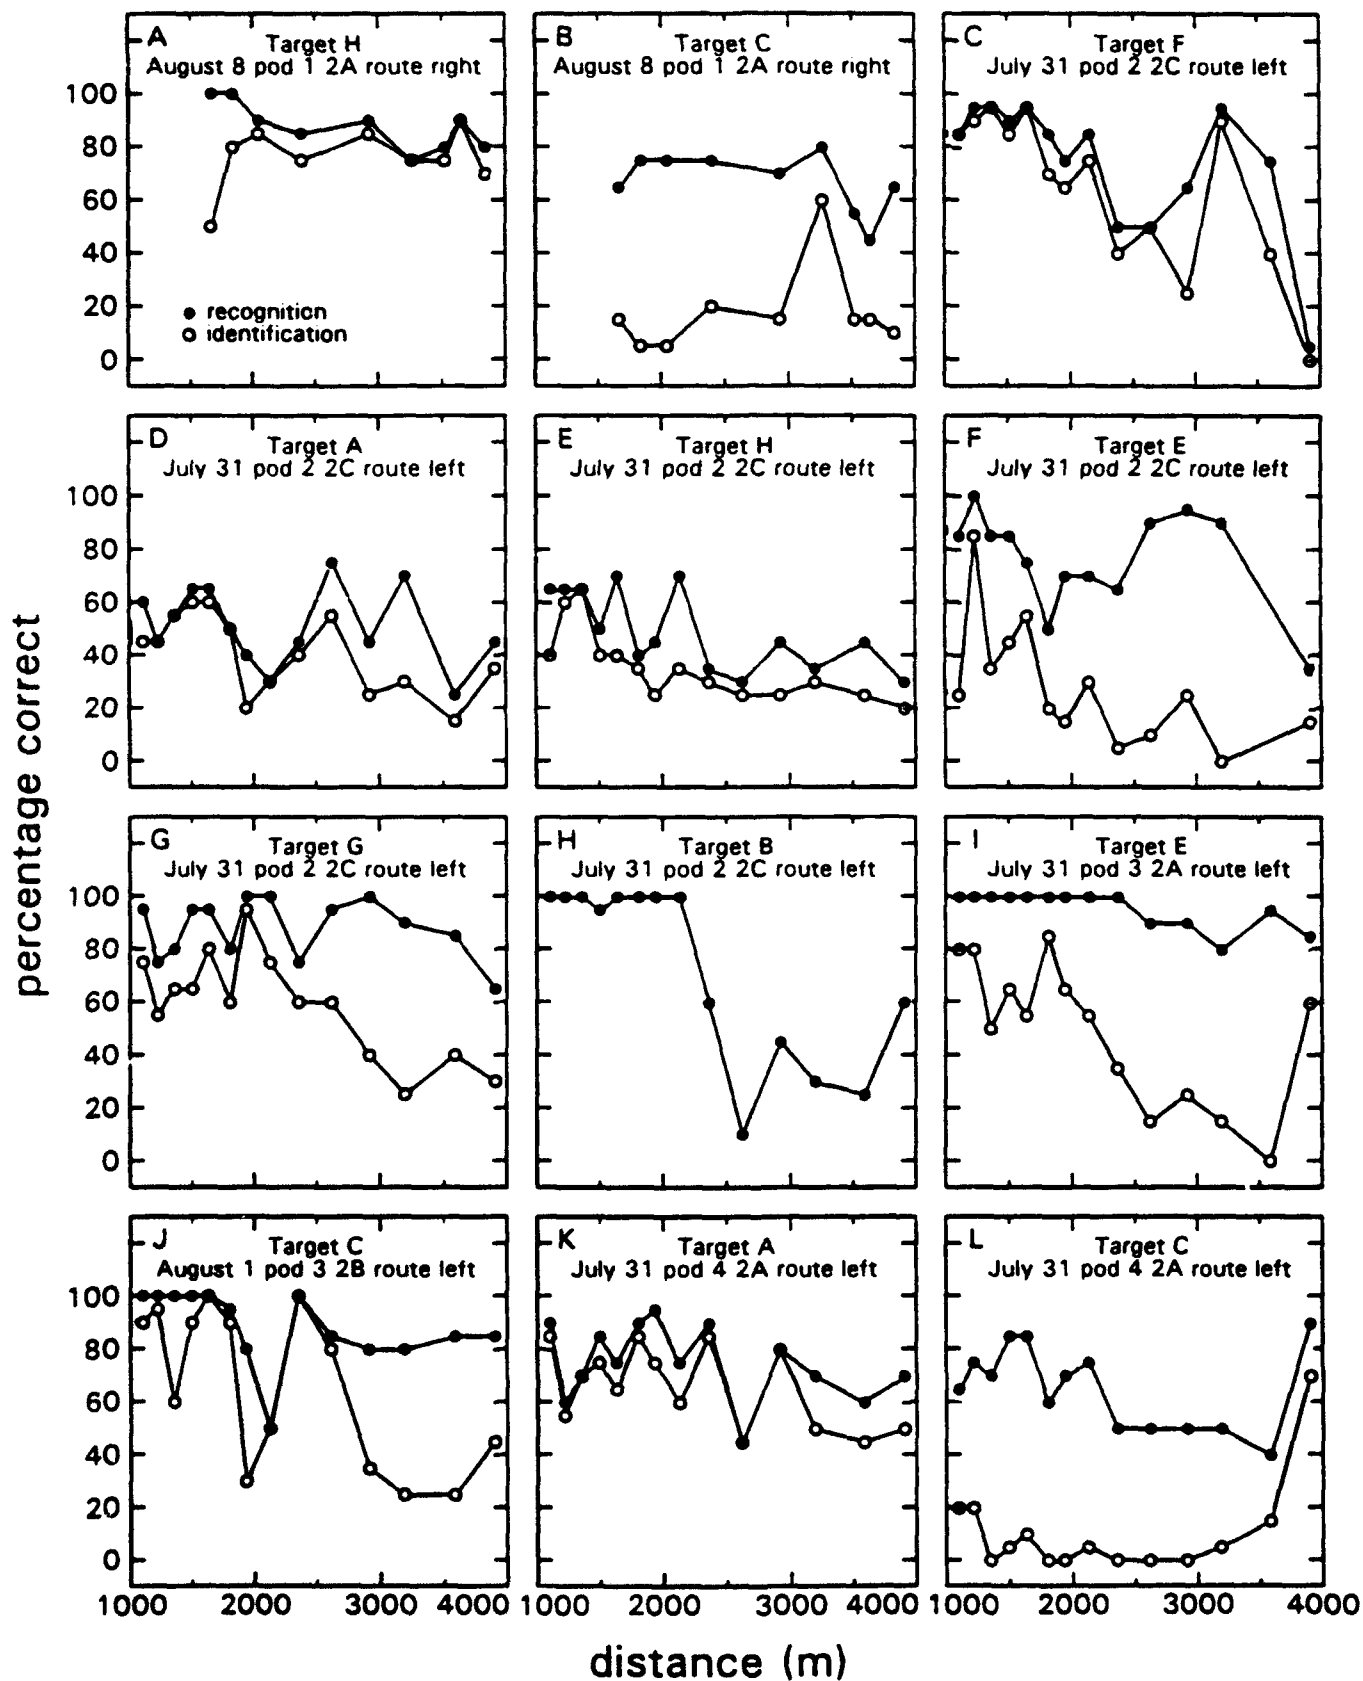 A
Target H
August 8 pod 1 2A route right
B
Target C
August 8 pod 1 2A route right
C
Target F
July 31 pod 2 2C route left
100
80
60
40
20
0
● recognition
○ identification
D
Target A
July 31 pod 2 2C route left
E
Target H
July 31 pod 2 2C route left
F
Target E
July 31 pod 2 2C route left
100
80
60
40
20
0
percentage correct
G
Target G
July 31 pod 2 2C route left
H
Target B
July 31 pod 2 2C route left
I
Target E
July 31 pod 3 2A route left
100
80
60
40
20
0
J
Target C
August 1 pod 3 2B route left
K
Target A
July 31 pod 4 2A route left
L
Target C
July 31 pod 4 2A route left
100
80
60
40
20
0
1000 2000 3000 4000 1000 2000 3000 4000 1000 2000 3000 4000
distance (m)